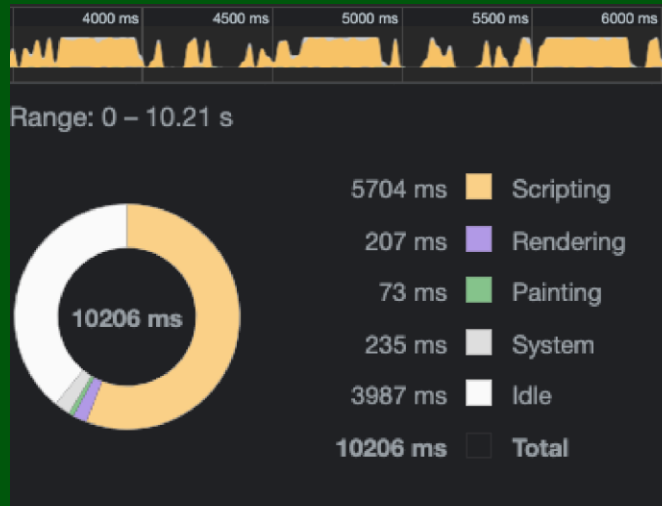 4000 ms 4500 ms 5000 ms 5500 ms 6000 ms
Range: 0 – 10.21 s
5704 ms Scripting
207 ms Rendering
73 ms Painting
10206 ms
235 ms System
3987 ms Idle
10206 ms Total